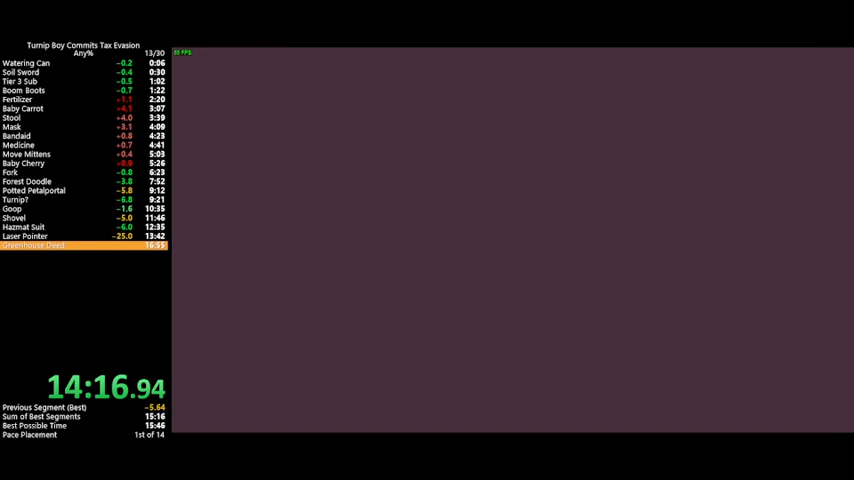 Turnip Boy Commits Tax Evasion
Any% 13/30
Watering Can −0.2 0:06
Soil Sword −0.4 0:30
Tier 3 Sub −0.5 1:02
Boom Boots −0.7 1:22
Fertilizer +1.1 2:20
Baby Carrot +4.1 3:07
Stool +4.0 3:39
Mask +3.1 4:09
Bandaid +0.8 4:23
Medicine +0.7 4:41
Move Mittens +0.4 5:03
Baby Cherry +0.9 5:26
Fork −0.8 6:23
Forest Doodle −3.8 7:52
Potted Petalportal −5.8 9:12
Turnip? −6.8 9:21
Goop −1.6 10:35
Shovel −5.0 11:46
Hazmat Suit −6.0 12:35
Laser Pointer −25.0 13:42
Greenhouse Deed 16:55
14:16.94
Previous Segment (Best) −5.64
Sum of Best Segments 15:16
Best Possible Time 15:46
Pace Placement 1st of 14